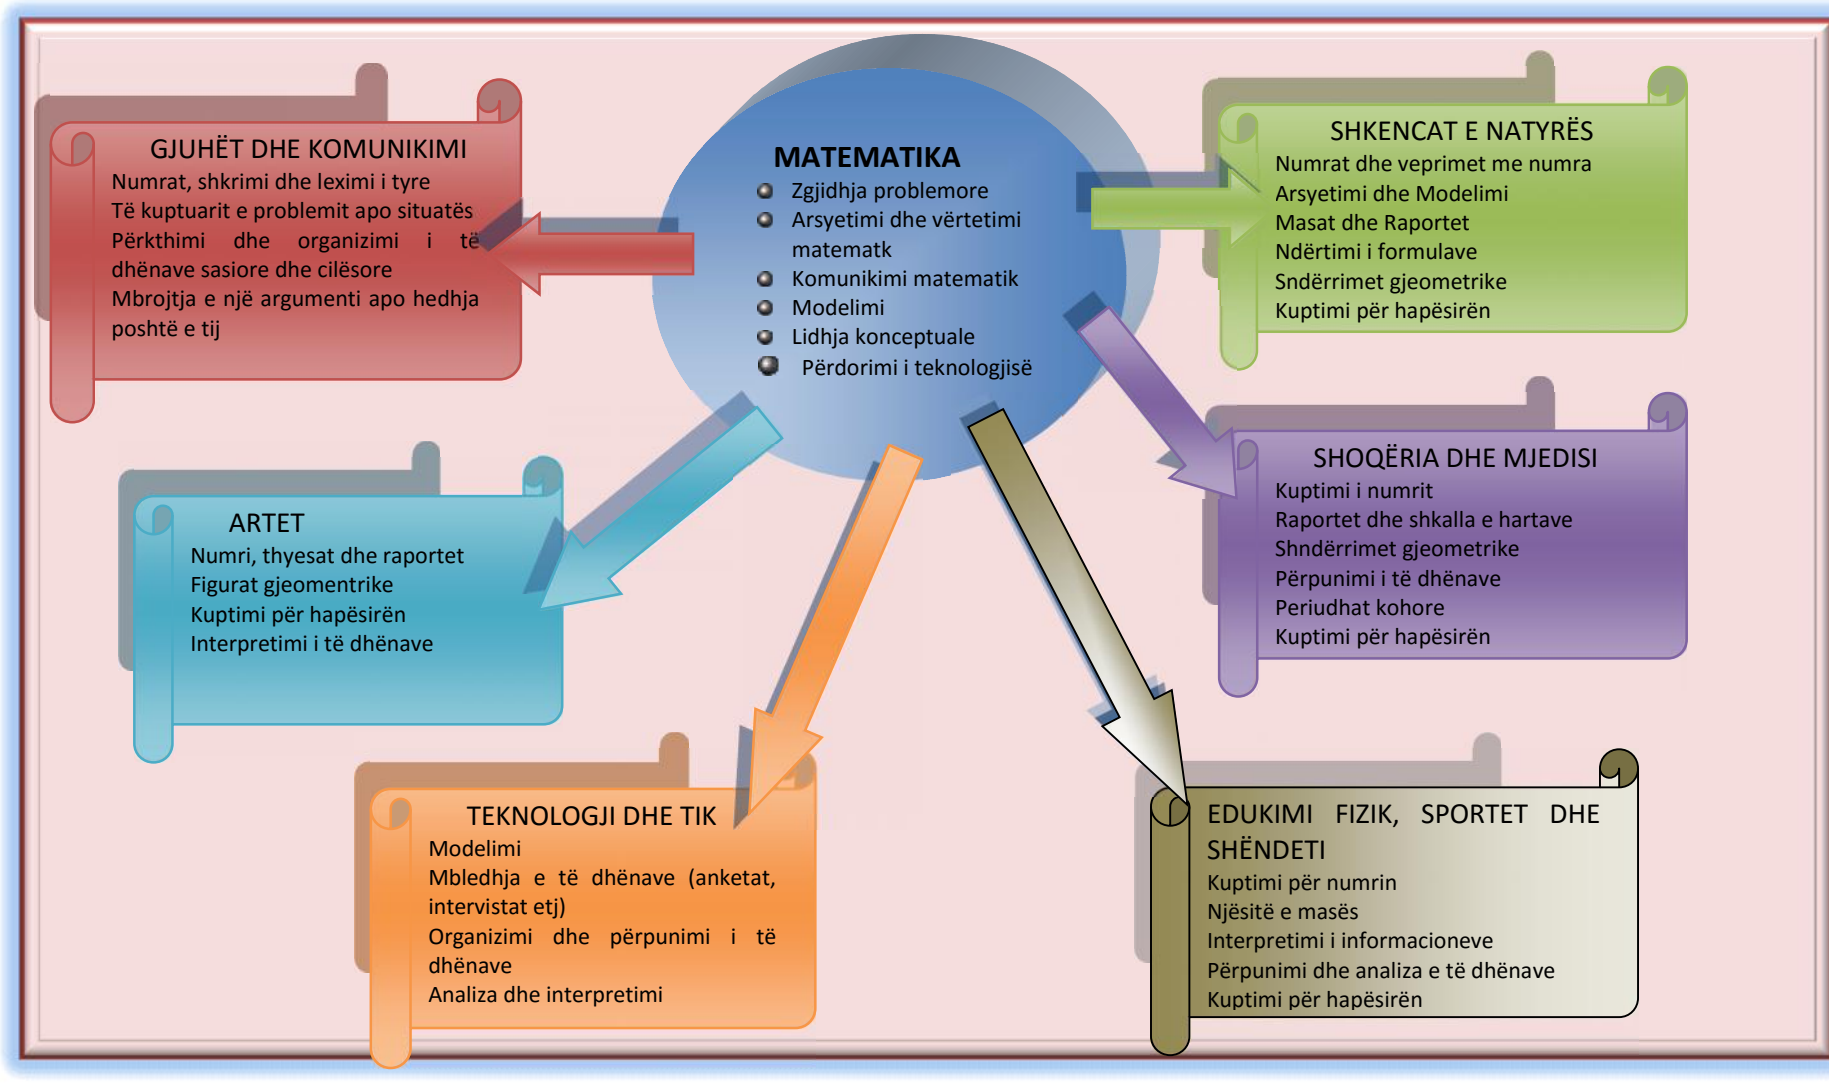 GJUHËT DHE KOMUNIKIMI
Numrat, shkrimi dhe leximi i tyre
Të kuptuarit e problemit apo situatës
Përkthimi dhe organizimi i të
dhënave sasiore dhe cilësore
Mbrojtja e një argumenti apo hedhja
poshtë e tij
MATEMATIKA
Zgjidhja problemore
Arsyetimi dhe vërtetimi
matematk
Komunikimi matematik
Modelimi
Lidhja konceptuale
Përdorimi i teknologjisë
SHKENCAT E NATYRËS
Numrat dhe veprimet me numra
Arsyetimi dhe Modelimi
Masat dhe Raportet
Ndërtimi i formulave
Sndërrimet gjeometrike
Kuptimi për hapësirën
ARTET
Numri, thyesat dhe raportet
Figurat gjeomentrike
Kuptimi për hapësirën
Interpretimi i të dhënave
SHOQËRIA DHE MJEDISI
Kuptimi i numrit
Raportet dhe shkalla e hartave
Shndërrimet gjeometrike
Përpunimi i të dhënave
Periudhat kohore
Kuptimi për hapësirën
TEKNOLOGJI DHE TIK
Modelimi
Mbledhja e të dhënave (anketat,
intervistat etj)
Organizimi dhe përpunimi i të
dhënave
Analiza dhe interpretimi
EDUKIMI FIZIK, SPORTET DHE
SHËNDETI
Kuptimi për numrin
Njësitë e masës
Interpretimi i informacioneve
Përpunimi dhe analiza e të dhënave
Kuptimi për hapësirën